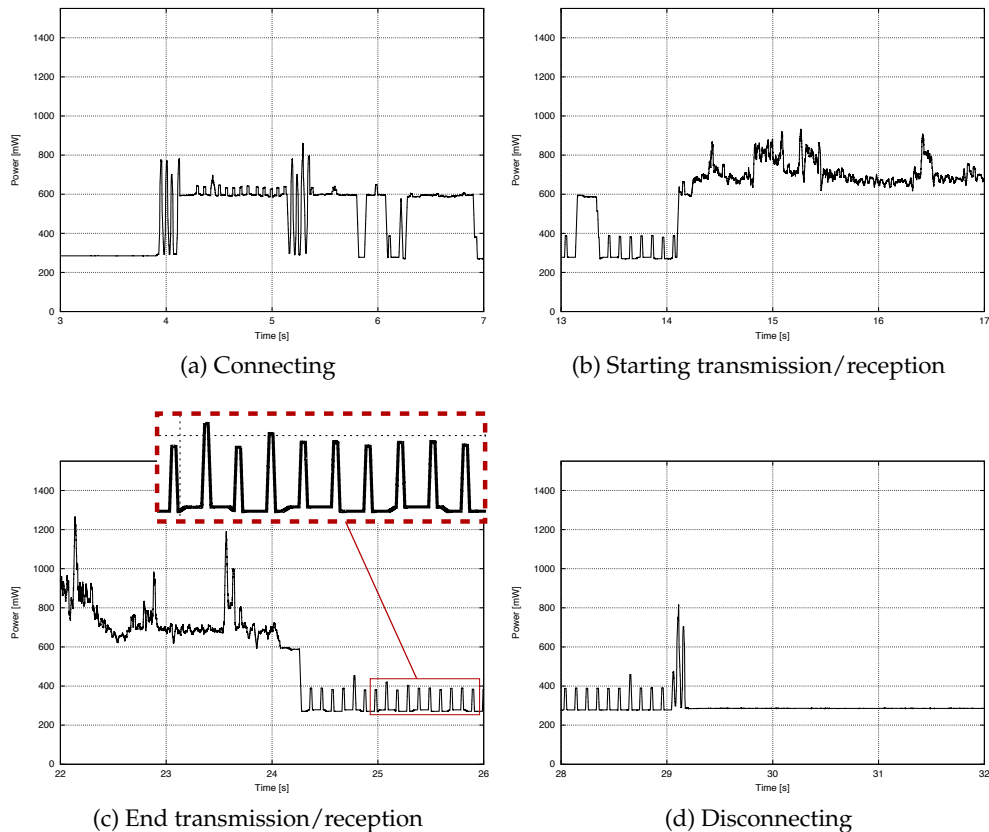 1400
1200
1000
800
600
400
200
0
Power [mW]
3 4 5 6 7
Time [s]
(a) Connecting
1400
1200
1000
800
600
400
200
0
Power [mW]
13 14 15 16 17
Time [s]
(b) Starting transmission/reception
1400
1200
1000
800
600
400
200
0
Power [mW]
22 23 24 25 26
Time [s]
(c) End transmission/reception
1400
1200
1000
800
600
400
200
0
Power [mW]
28 29 30 31 32
Time [s]
(d) Disconnecting